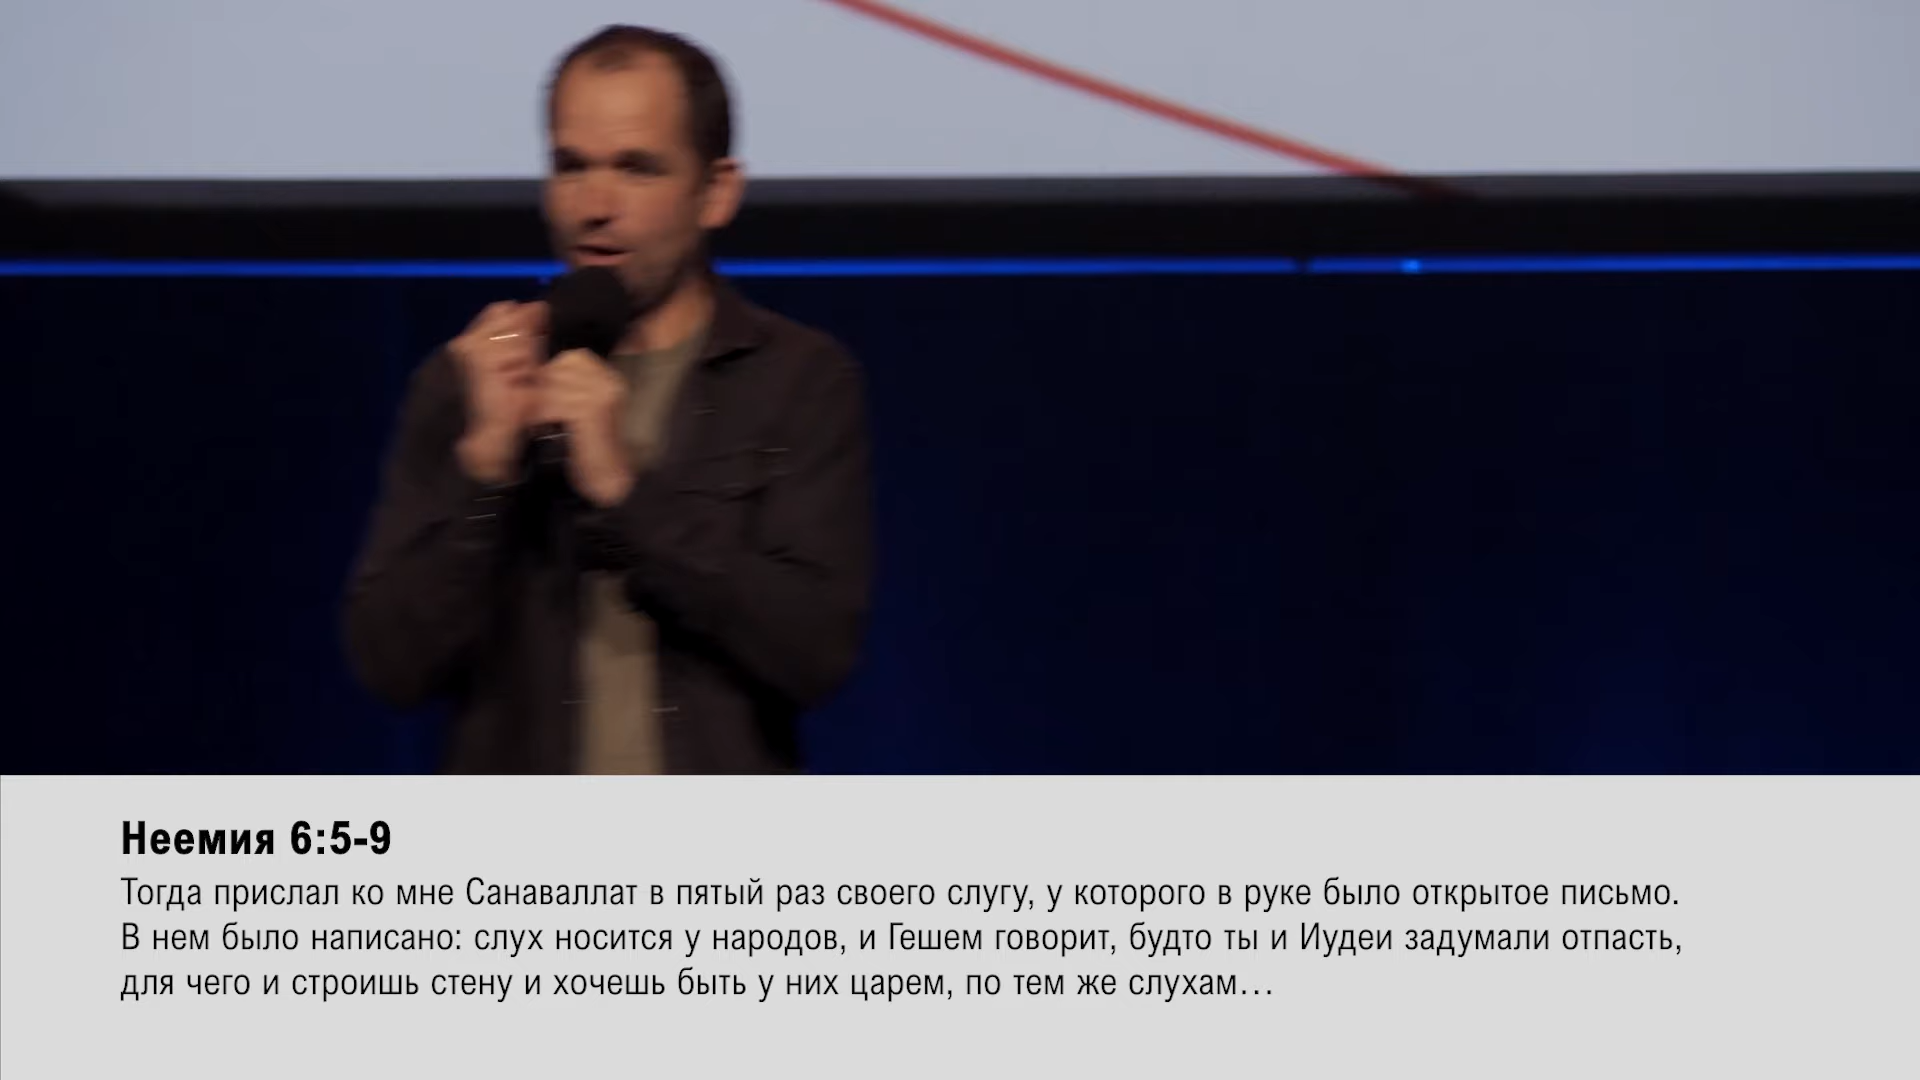 Неемия 6:5-9
Тогда прислал ко мне Санаваллат в пятый раз своего слугу, у которого в руке было открытое письмо.
В нем было написано: слух носится у народов, и Гешем говорит, будто ты и Иудеи задумали отпасть,
для чего и строишь стену и хочешь быть у них царем, по тем же слухам…